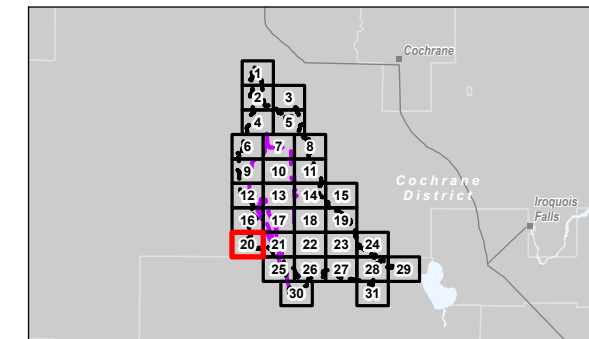 Cochrane
1
2 3
4 5
6 7 8
9 10 11
12 13 14 15
Cochrane
District
Iroquois
Falls
16 17 18 19
20 21 22 23 24
25 26 27 28 29
30 31